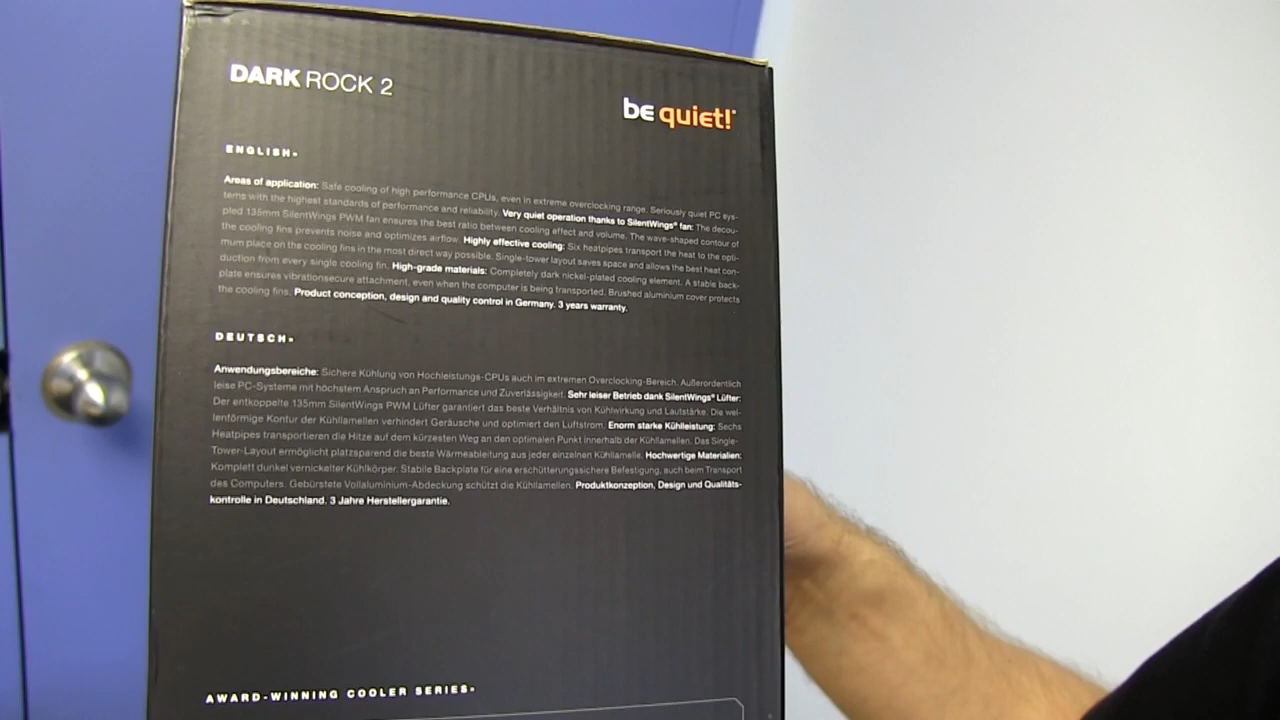 DARK ROCK 2
be quiet!®
ENGLISH
Areas of application: Safe cooling of high performance CPUs, even in extreme overclocking range. Seriously quiet PC sys-
tems with the highest standards of performance and reliability. Very quiet operation thanks to SilentWings® fan: The decou-
pled 135mm SilentWings PWM fan ensures the best ratio between cooling effect and volume. The wave-shaped contour of
the cooling fins prevents noise and optimizes airflow. Highly effective cooling: Six heatpipes transport the heat to the opti-
mum place on the cooling fins in the most direct way possible. Single-tower layout saves space and allows the best heat con-
duction from every single cooling fin. High-grade materials: Completely dark nickel-plated cooling element. A stable back-
plate ensures vibrationsecure attachment, even when the computer is being transported. Brushed aluminium cover protects
the cooling fins. Product conception, design and quality control in Germany. 3 years warranty.
DEUTSCH
Anwendungsbereiche: Sichere Kühlung von Hochleistungs-CPUs auch im extremen Overclocking-Bereich. Außerordentlich
leise PC-Systeme mit höchstem Anspruch an Performance und Zuverlässigkeit. Sehr leiser Betrieb dank SilentWings® Lüfter:
Der entkoppelte 135mm SilentWings PWM Lüfter garantiert das beste Verhältnis von Kühlwirkung und Lautstärke. Die wel-
lenförmige Kontur der Kühllamellen verhindert Geräusche und optimiert den Luftstrom. Enorm starke Kühlleistung: Sechs
Heatpipes transportieren die Hitze auf dem kürzesten Weg an den optimalen Punkt innerhalb der Kühllamellen. Das Single-
Tower-Layout ermöglicht platzsparend die beste Wärmeableitung aus jeder einzelnen Kühllamelle. Hochwertige Materialien:
Komplett dunkel vernickelter Kühlkörper. Stabile Backplate für eine erschütterungssichere Befestigung, auch beim Transport
des Computers. Gebürstete Vollaluminium-Abdeckung schützt die Kühllamellen. Produktkonzeption, Design und Qualitäts-
kontrolle in Deutschland. 3 Jahre Herstellergarantie.
AWARD-WINNING COOLER SERIES